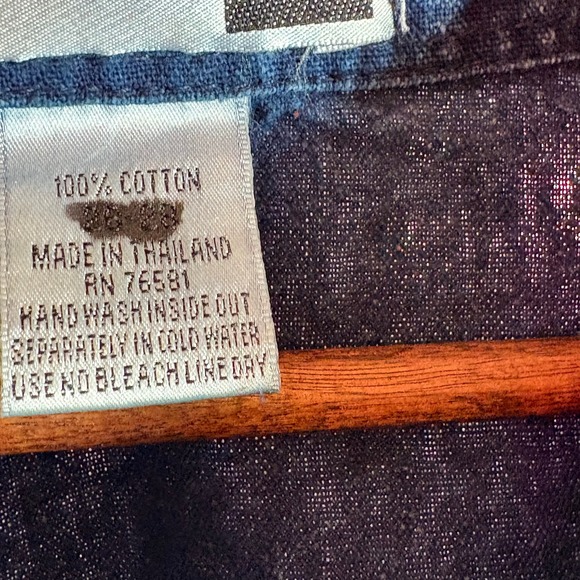 100% COTTON
MADE IN THAILAND
RN 76581
HAND WASH INSIDE OUT
SEPARATELY IN COLD WATER
USE NO BLEACH LINE DRY